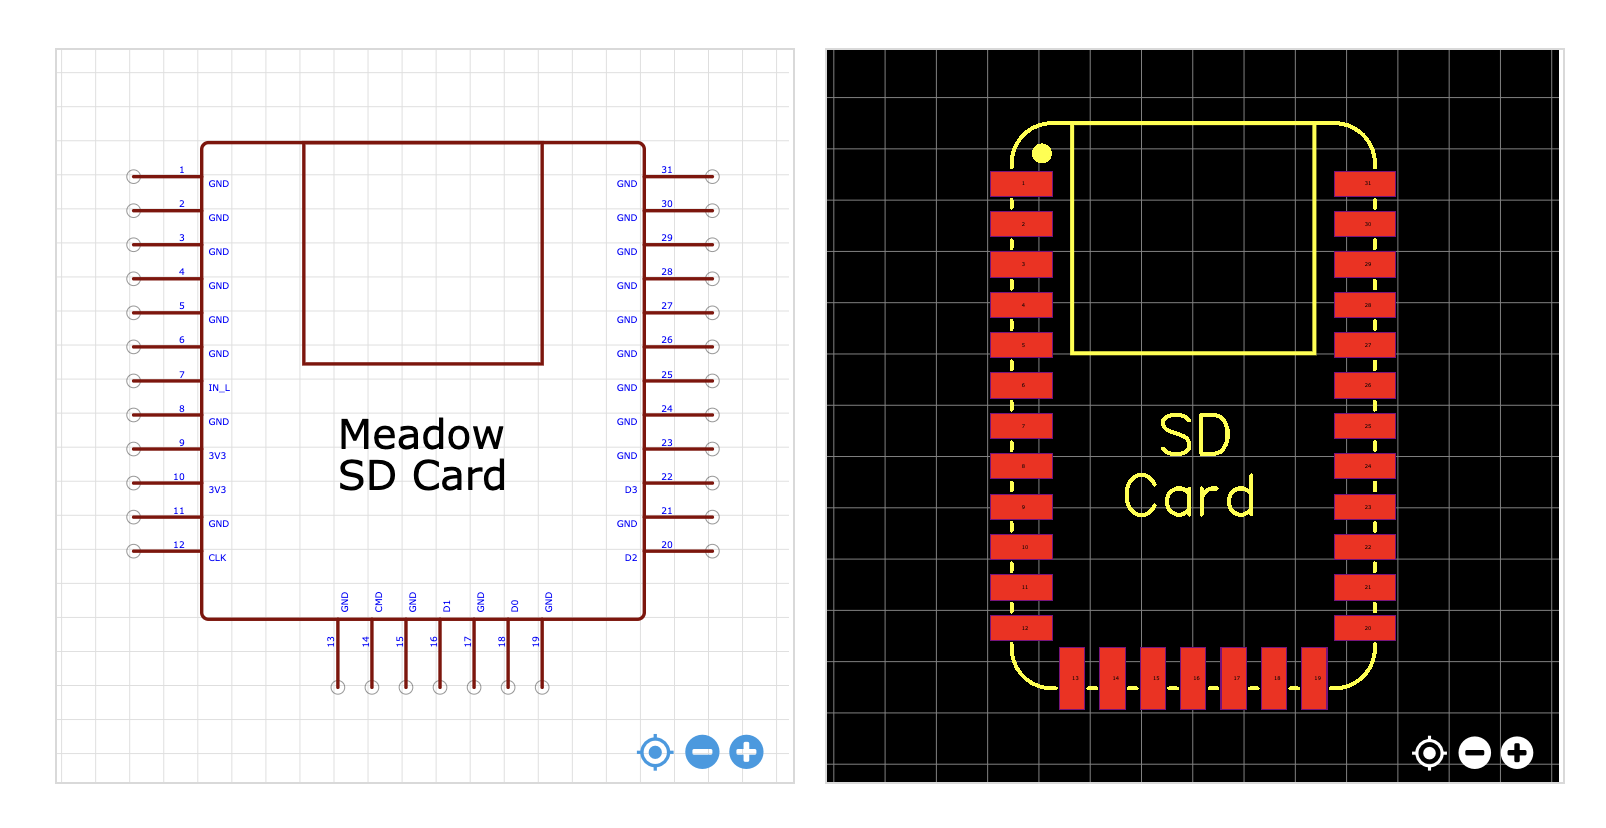 1 GND
2 GND
3 GND
4 GND
5 GND
6 GND
7 IN_L
8 GND
9 3V3
10 3V3
11 GND
12 CLK
31 GND
30 GND
29 GND
28 GND
27 GND
26 GND
25 GND
24 GND
23 GND
22 D3
21 GND
20 D2
Meadow
SD Card
GND CMD GND D1 GND D0 GND
13 14 15 16 17 18 19
1
2
3
4
5
6
7
8
9
10
11
12
31
30
29
28
27
26
25
24
23
22
21
20
SD
Card
13 14 15 16 17 18 19